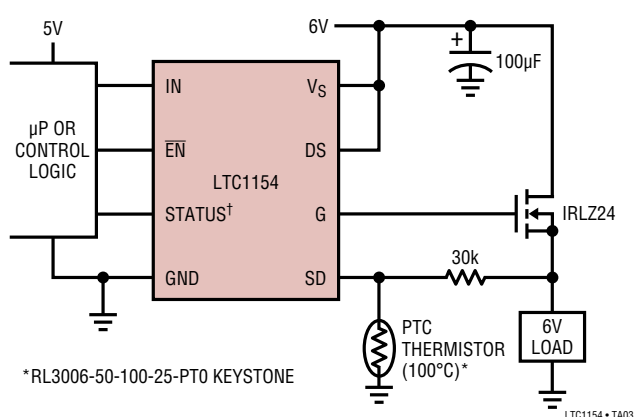 5V
6V
+
100µF
µP OR
CONTROL
LOGIC
IN
EN
STATUS†
GND
LTC1154
VS
DS
G
SD
IRLZ24
30k
PTC
THERMISTOR
(100°C)*
6V
LOAD
*RL3006-50-100-25-PT0 KEYSTONE
LTC1154 • TA03